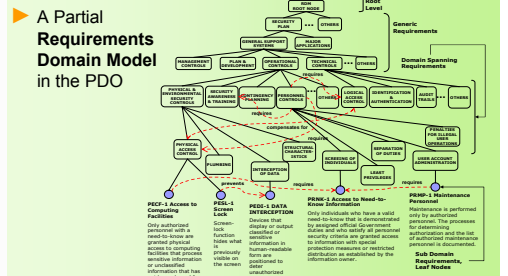 A Partial
Requirements
Domain Model
in the PDO
RDM
ROOT NODE
Root
Level
SECURITY
PLAN
OTHERS
Generic
Requirements
GENERAL SUPPORT
SYSTEMS
MAJOR
APPLICATIONS
MANAGEMENT
CONTROLS
PLAN &
DEVELOPMENT
OPERATIONAL
CONTROLS
TECHNICAL
CONTROLS
OTHERS
Domain Spanning
Requirements
requires
PHYSICAL &
ENVIRONMENTAL
SECURITY
CONTROLS
SECURITY
AWARENESS
& TRAINING
CONTINGENCY
PLANNING
PERSONNEL
CONTROLS
OTHERS
LOGICAL
ACCESS
CONTROL
IDENTIFICATION
&
AUTHENTICATION
AUDIT
TRAILS
OTHERS
requires
compensates for
PENALTIES
FOR ILLEGAL
USER
OPERATIONS
PHYSICAL
ACCESS
CONTROL
PLUMBING
STRUCTURAL
CHARACTER-
ISTICS
INTERCEPTION
OF DATA
SCREENING OF
INDIVIDUALS
SEPARATION
OF DUTIES
LEAST
PRIVILEGES
USER ACCOUNT
ADMINISTRATION
prevents
requires
requires
PECF-1 Access to
Computing
Facilities
Only authorized
personnel with a
need-to-know are
granted physical
access to computing
facilities that process
sensitive information
or unclassified
information that has
PESL-1
Screen
Lock
Screen-
lock
function
hides what
is
previously
visible on
the screen
PEDI-1 DATA
INTERCEPTION
Devices that
display or output
classified or
sensitive
information in
human-readable
form are
positioned to
deter
unauthorized
PRNK-1 Access to Need-to-
Know Information
Only individuals who have a valid
need-to-know that is demonstrated
by assigned official Government
duties and who satisfy all personnel
security criteria are granted access
to information with special
protection measures or restricted
distribution as established by the
information owner.
PRMP-1 Maintenance
Personnel
Maintenance is performed
only by authorized
personnel. The processes
for determining
authorization and the list
of authorized maintenance
personnel is documented.
Sub Domain
Requirements,
Leaf Nodes